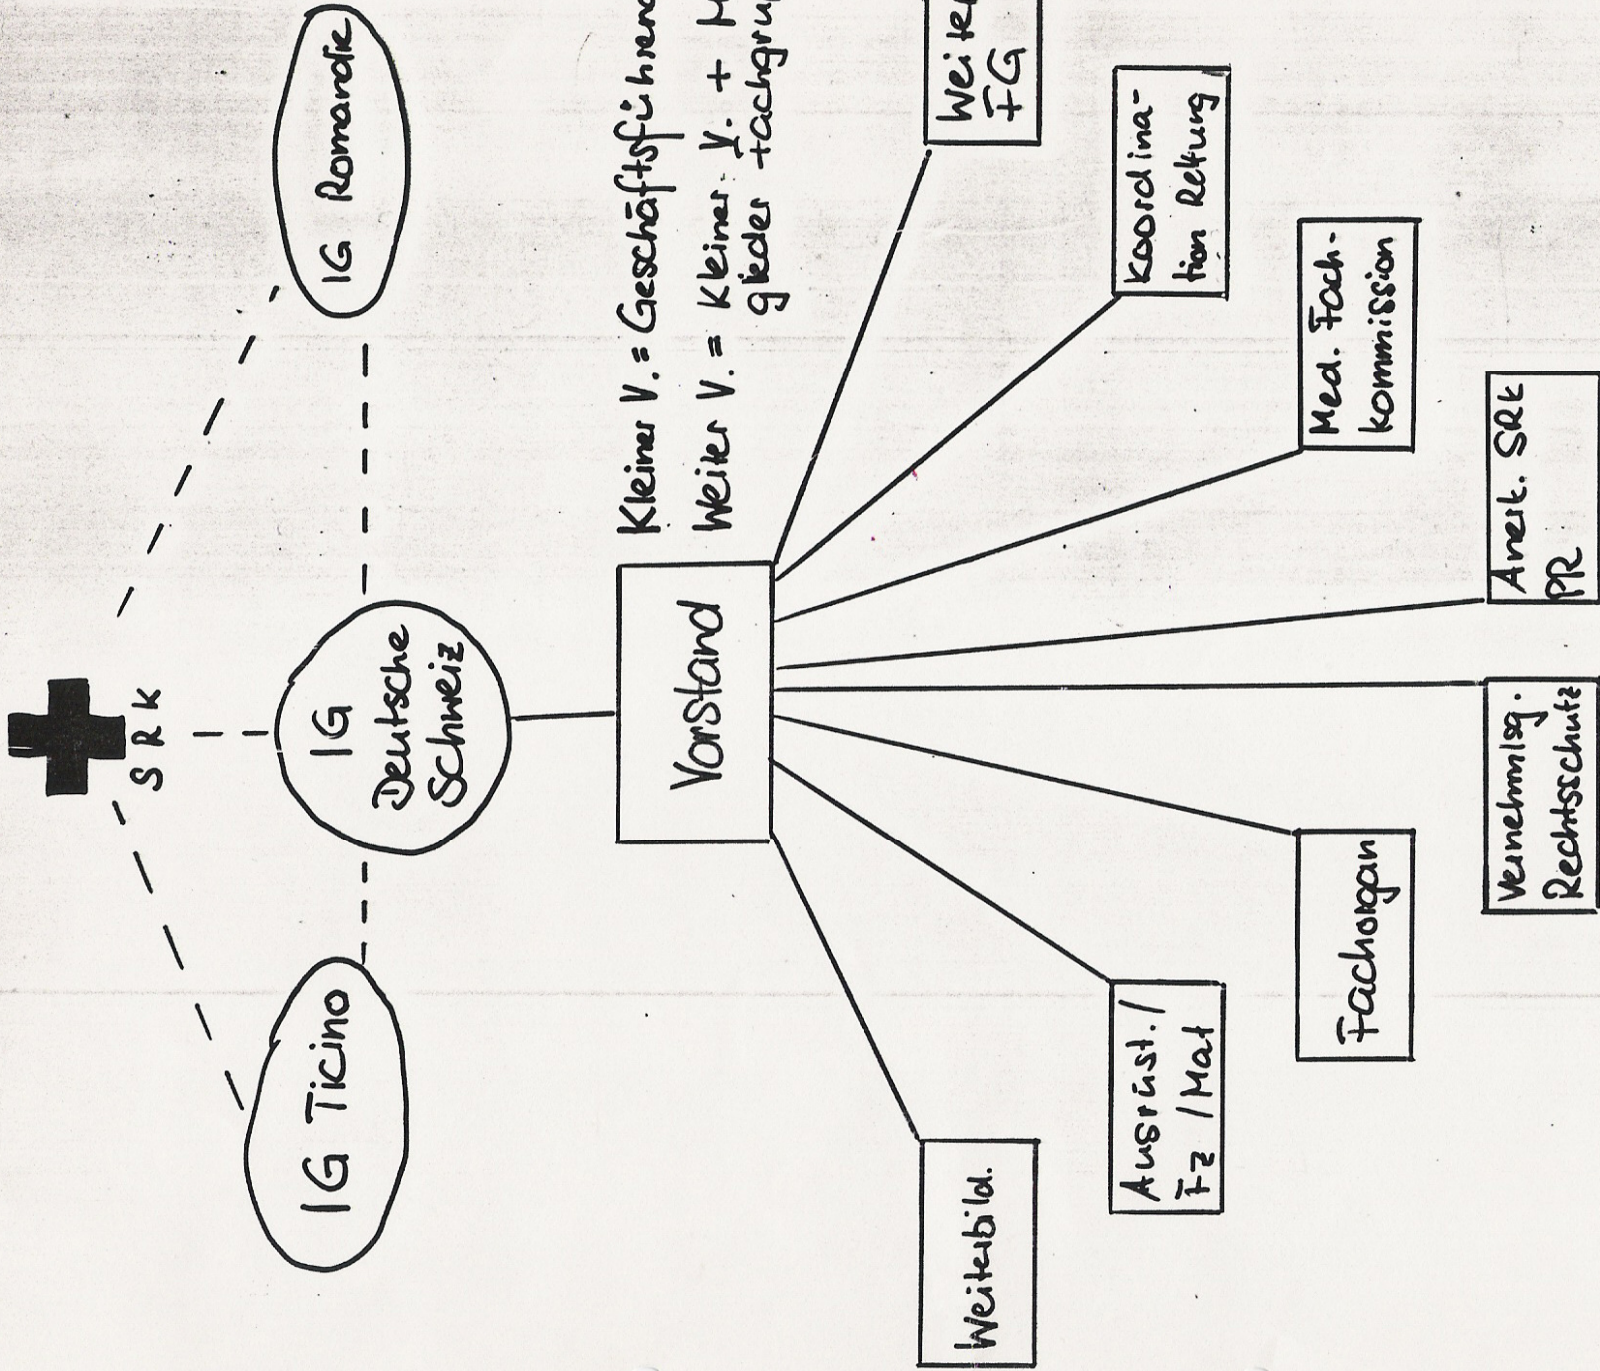 SRK
IG Ticino
IG
Deutsche
Schweiz
IG Romandie
Vorstand
Kleiner V. = Geschäftsführend
Weiter V. = Kleiner V. +
glieder Fachgru
Weiterbild.
Ausrüst. /
Fz / Mat
Fachorgan
Vernehmlsg.
Rechtsschutz
Anerk. SRK
PR
Med. Fach-
kommission
Koordina-
tion Rettung
Weiter
FG